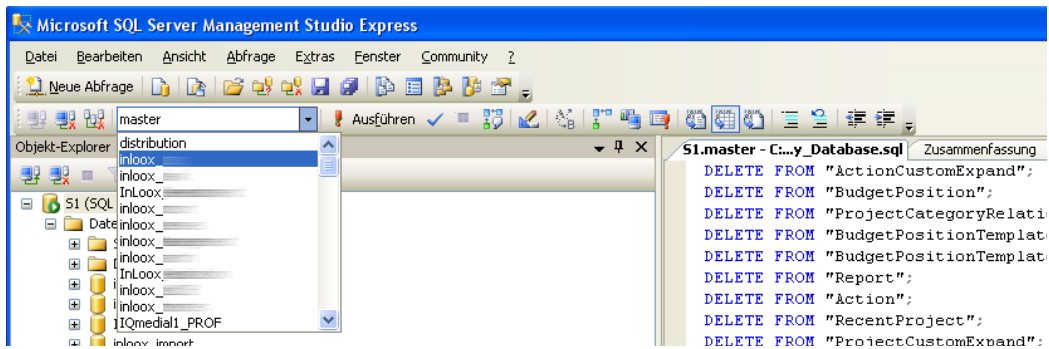 Microsoft SQL Server Management Studio Express
Datei Bearbeiten Ansicht Abfrage Extras Fenster Community ?
Neue Abfrage
master Ausführen
Objekt-Explorer
distribution
inloox_
inloox_
InLoox
inloox_
inloox_
inloox_
inloox_
InLoox
inloox_
inloox_
IQmedial1_PROF
S1 (SQL
Date
inloox_import
S1.master - C:...y_Database.sql Zusammenfassung
DELETE FROM "ActionCustomExpand";
DELETE FROM "BudgetPosition";
DELETE FROM "ProjectCategoryRelati
DELETE FROM "BudgetPositionTemplat
DELETE FROM "BudgetPositionTemplat
DELETE FROM "Report";
DELETE FROM "Action";
DELETE FROM "RecentProject";
DELETE FROM "ProjectCustomExpand";